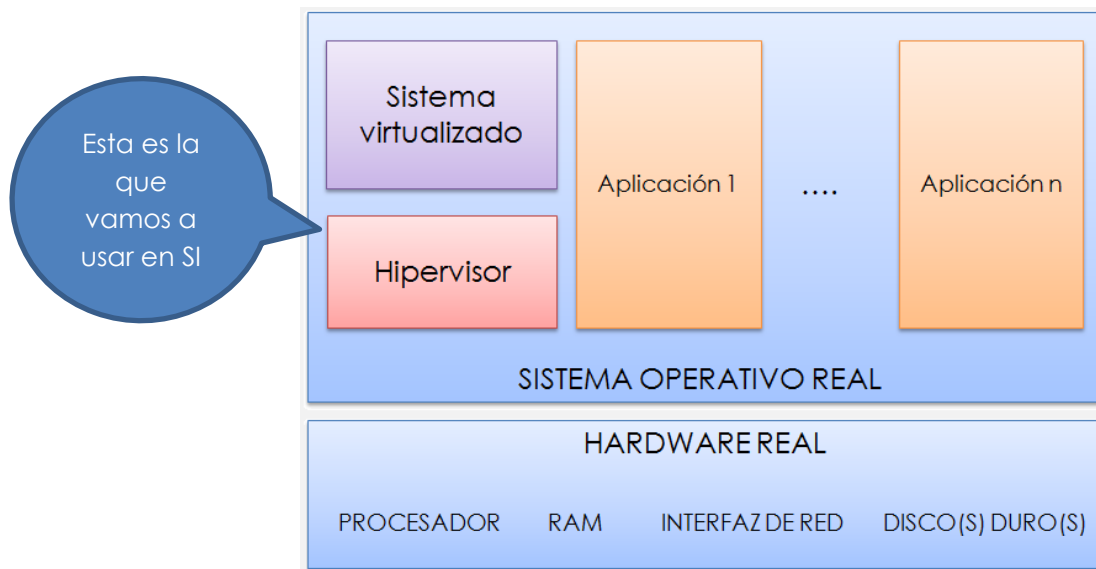 Esta es la
que
vamos a
usar en SI
Sistema
virtualizado
Hipervisor
Aplicación 1
....
Aplicación n
SISTEMA OPERATIVO REAL
HARDWARE REAL
PROCESADOR RAM INTERFAZ DE RED DISCO(S) DURO(S)